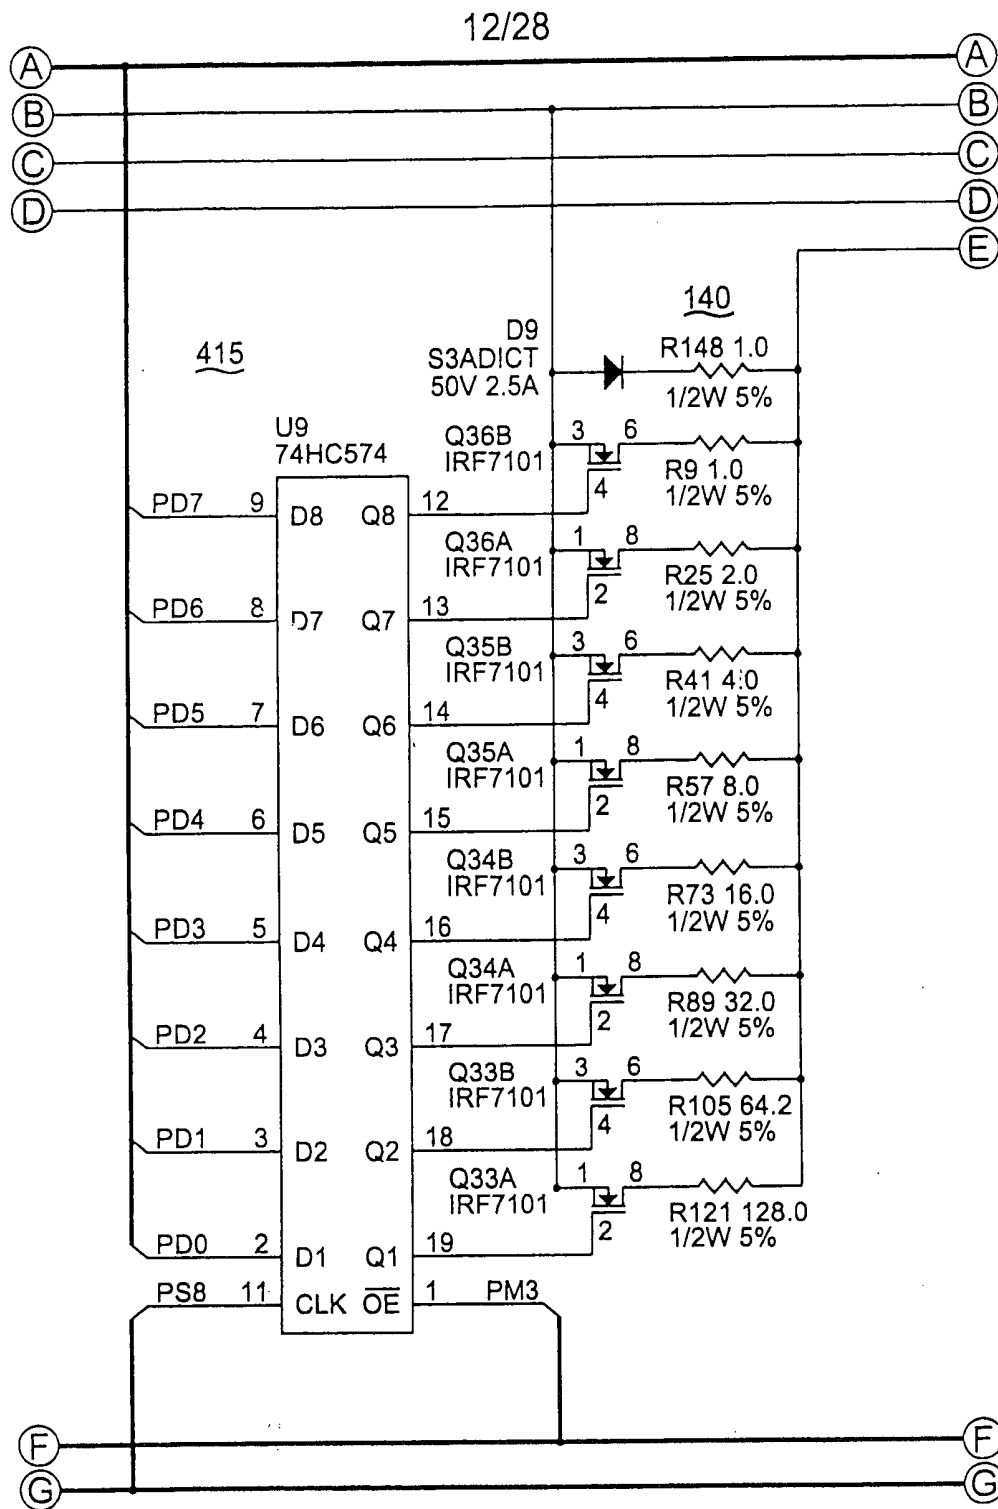 12/28
A A
B B
C C
D D
E
140
415
D9
S3ADICT
50V 2.5A
R148 1.0
1/2W 5%
U9
74HC574
Q36B
IRF7101
3 6
4
R9 1.0
1/2W 5%
PD7 9 D8 Q8 12
Q36A
IRF7101
1 8
2
R25 2.0
1/2W 5%
PD6 8 D7 Q7 13
Q35B
IRF7101
3 6
4
R41 4.0
1/2W 5%
PD5 7 D6 Q6 14
Q35A
IRF7101
1 8
2
R57 8.0
1/2W 5%
PD4 6 D5 Q5 15
Q34B
IRF7101
3 6
4
R73 16.0
1/2W 5%
PD3 5 D4 Q4 16
Q34A
IRF7101
1 8
2
R89 32.0
1/2W 5%
PD2 4 D3 Q3 17
Q33B
IRF7101
3 6
4
R105 64.2
1/2W 5%
PD1 3 D2 Q2 18
Q33A
IRF7101
1 8
2
R121 128.0
1/2W 5%
PD0 2 D1 Q1 19
PS8 11 CLK O̅E̅ 1 PM3
F F
G G